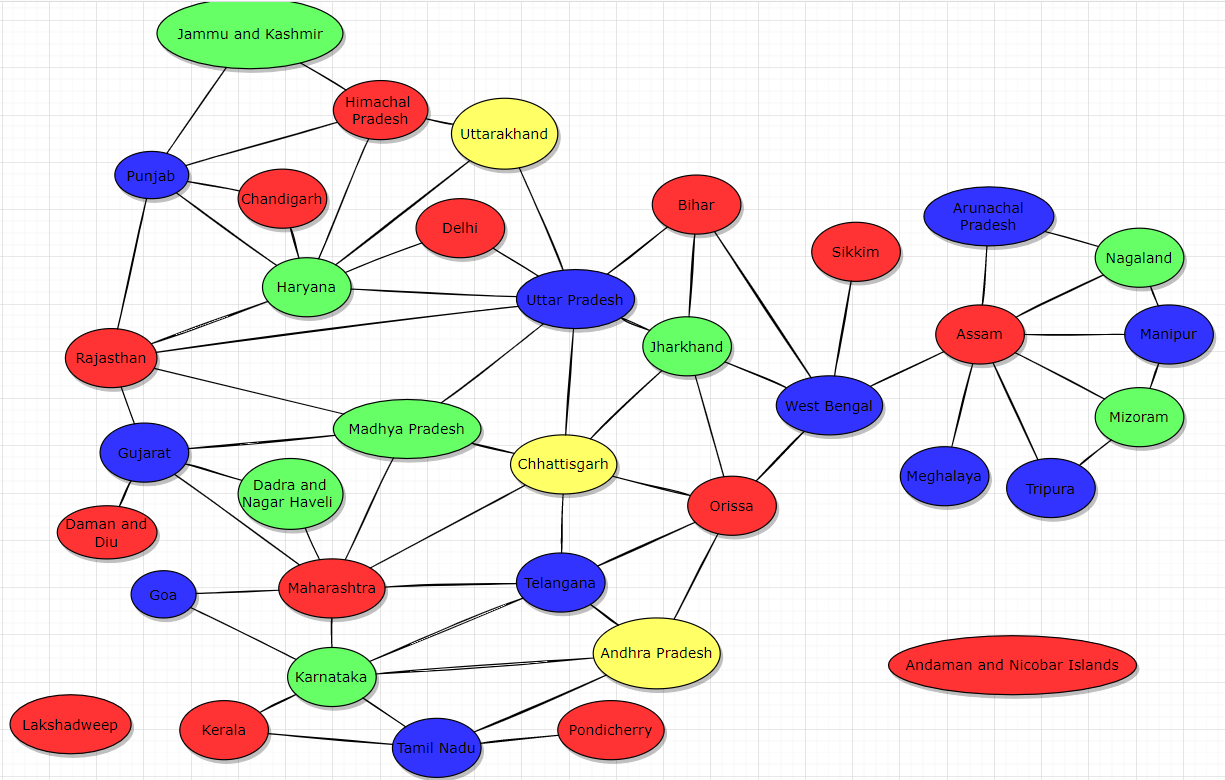 Jammu and Kashmir
Himachal
Pradesh
Uttarakhand
Punjab
Chandigarh
Delhi
Bihar
Arunachal
Pradesh
Sikkim
Nagaland
Haryana
Uttar Pradesh
Jharkhand
Assam
Manipur
Rajasthan
West Bengal
Mizoram
Madhya Pradesh
Gujarat
Chhattisgarh
Meghalaya
Tripura
Dadra and
Nagar Haveli
Orissa
Daman and
Diu
Maharashtra
Telangana
Goa
Andhra Pradesh
Andaman and Nicobar Islands
Karnataka
Lakshadweep
Kerala
Pondicherry
Tamil Nadu